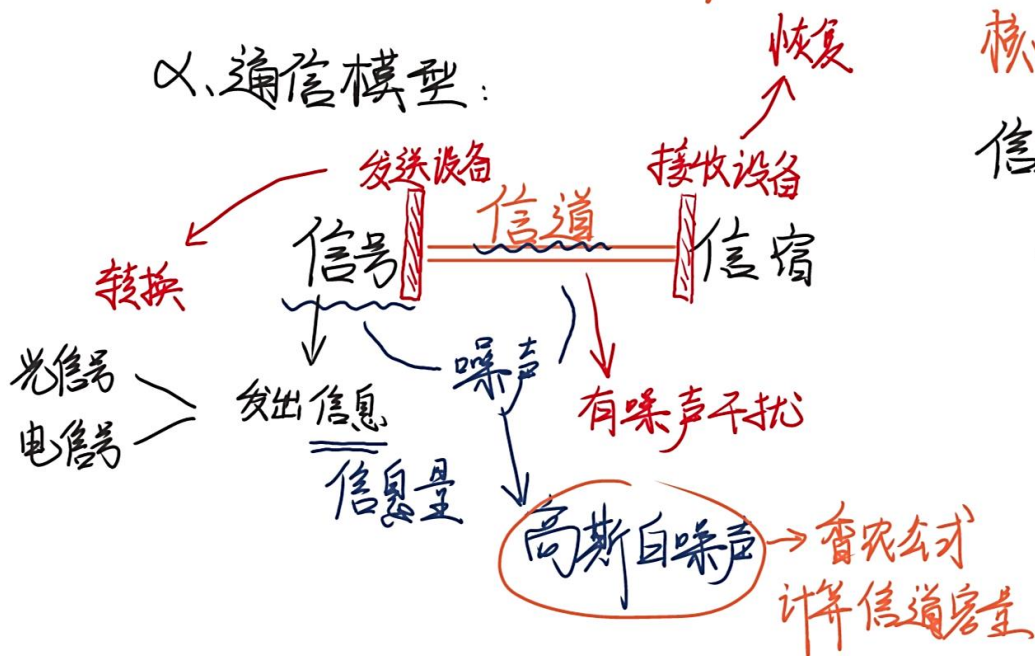 恢复
核
α、通信模型:
信
发送设备
接收设备
信道
信号
信宿
转换
光信号
噪声
电信号
发出信息
有噪声干扰
信息量
高斯白噪声
香农公式
计算信道容量